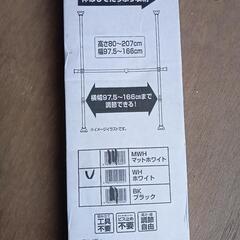 高さ80~207cm
幅97.5~166cm
横幅97.5~166cmまで
調節できる!
※イメージイラストです。
MWH
マットホワイト
WH
ホワイト
BK
ブラック
工具不要
ビス止め不要
調節自由